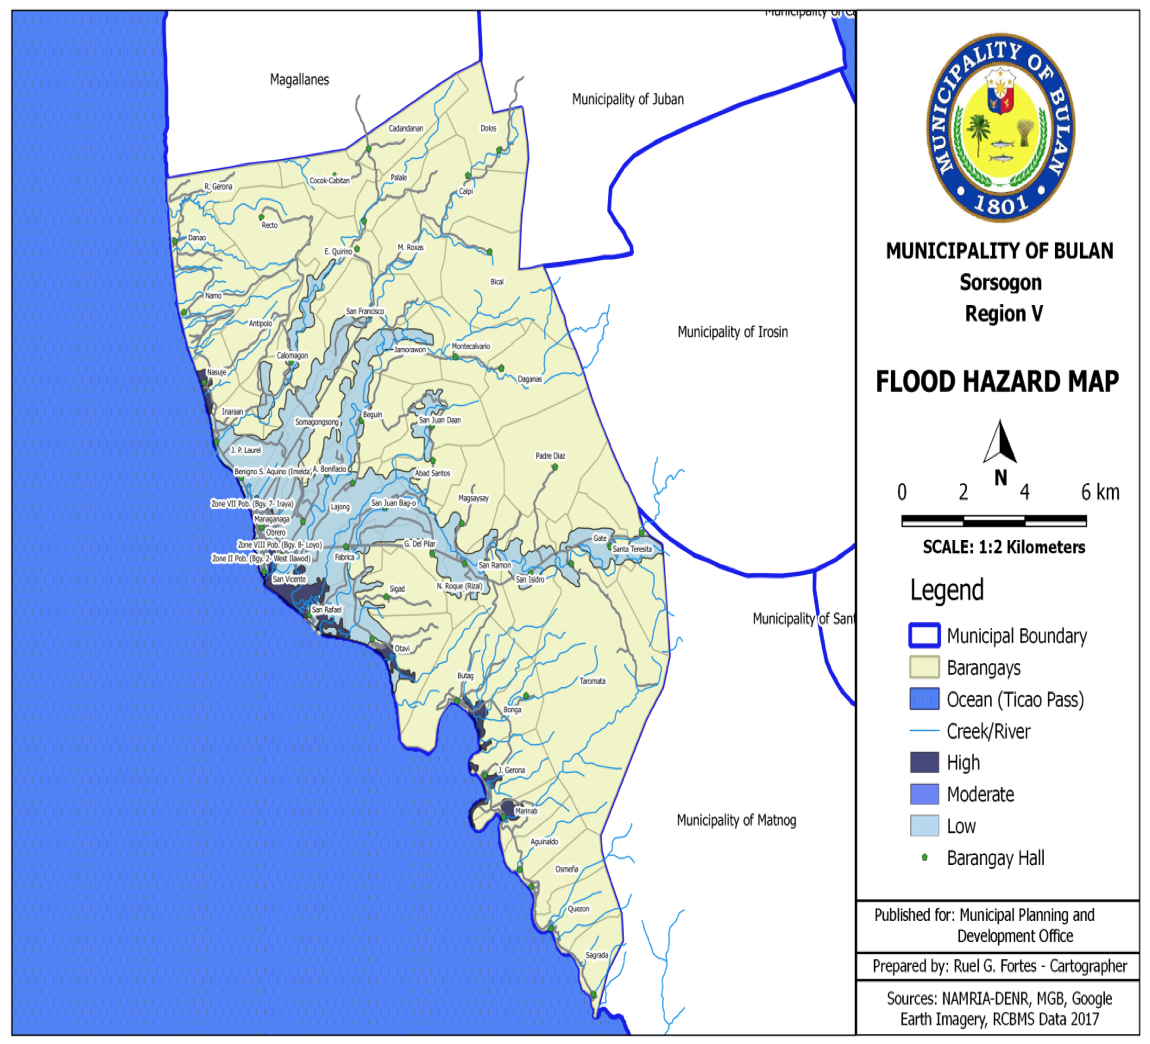 Municipality of Ca
Magallanes
Municipality of Juban
Cadandanan
Dolos
Cocok-Cabitan
Palale
R. Gerona
Calpi
Recto
Danao
E. Quirino
M. Roxas
Bical
Namo
San Francisco
Antipolo
Municipality of Irosin
Calomagon
Jamorawon
Montecalvario
Nasuje
Daganas
Inaraan
Somagongsong
Beguin
San Juan Daan
J. P. Laurel
Padre Diaz
Benigno S. Aquino (Imelda)
A. Bonifacio
Abad Santos
Zone VII Pob. (Bgy. 7- Iraya)
Lajong
San Juan Bag-o
Magsaysay
Managanaga
Obrero
Zone VIII Pob. (Bgy. 8- Loyo)
G. Del Pilar
Gate
Santa Teresita
Zone II Pob. (Bgy. 2- West Ilawod)
Fabrica
San Ramon
San Vicente
Sigad
N. Roque (Rizal)
San Isidro
San Rafael
Municipality of Sant
Otavi
Butag
Taromata
Bonga
J. Gerona
Marinab
Municipality of Matnog
Aguinaldo
Osmeña
Quezon
Sagrada
MUNICIPALITY OF BULAN
• 1801 •
MUNICIPALITY OF BULAN
Sorsogon
Region V
FLOOD HAZARD MAP
N
0 2 4 6 km
SCALE: 1:2 Kilometers
Legend
Municipal Boundary
Barangays
Ocean (Ticao Pass)
Creek/River
High
Moderate
Low
Barangay Hall
Published for: Municipal Planning and
Development Office
Prepared by: Ruel G. Fortes - Cartographer
Sources: NAMRIA-DENR, MGB, Google
Earth Imagery, RCBMS Data 2017